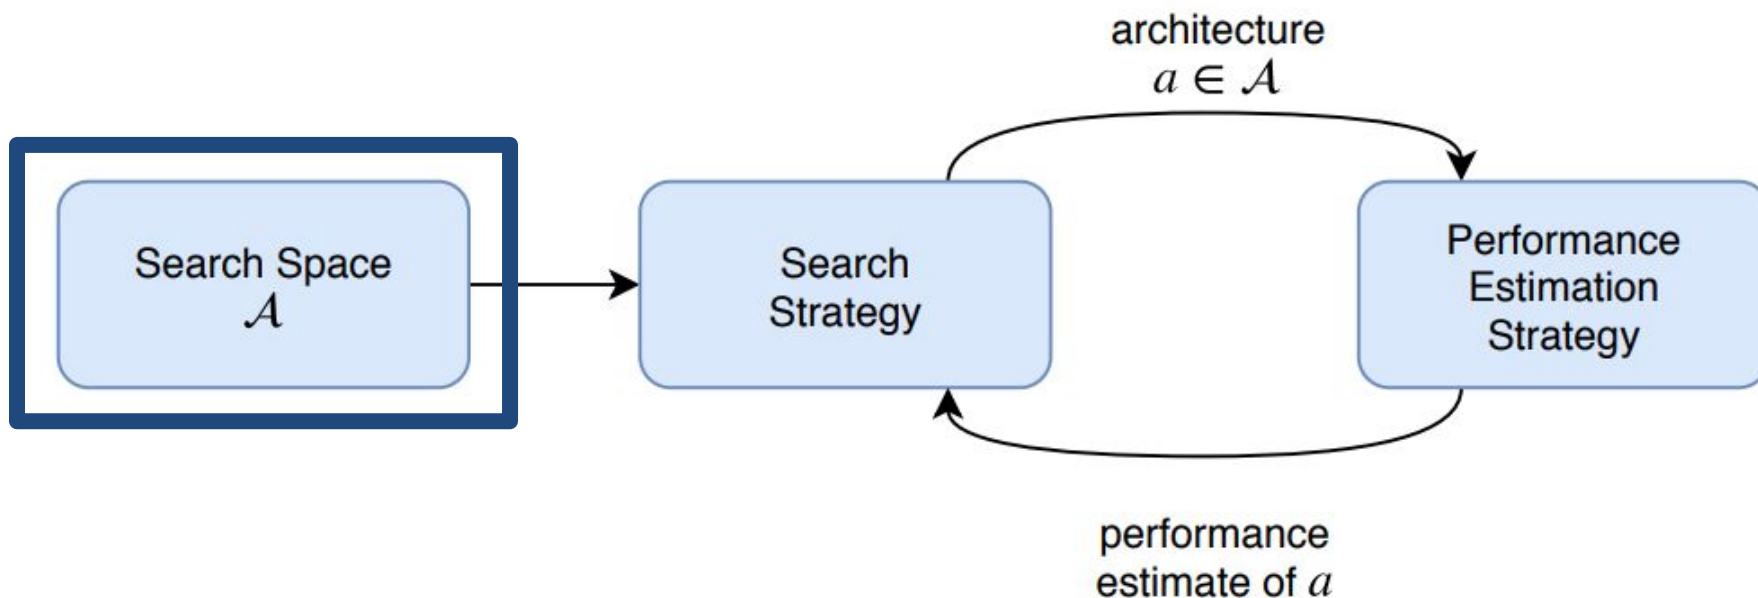 architecture
a ∈ 𝒜
Search Space
𝒜
Search
Strategy
Performance
Estimation
Strategy
performance
estimate of a